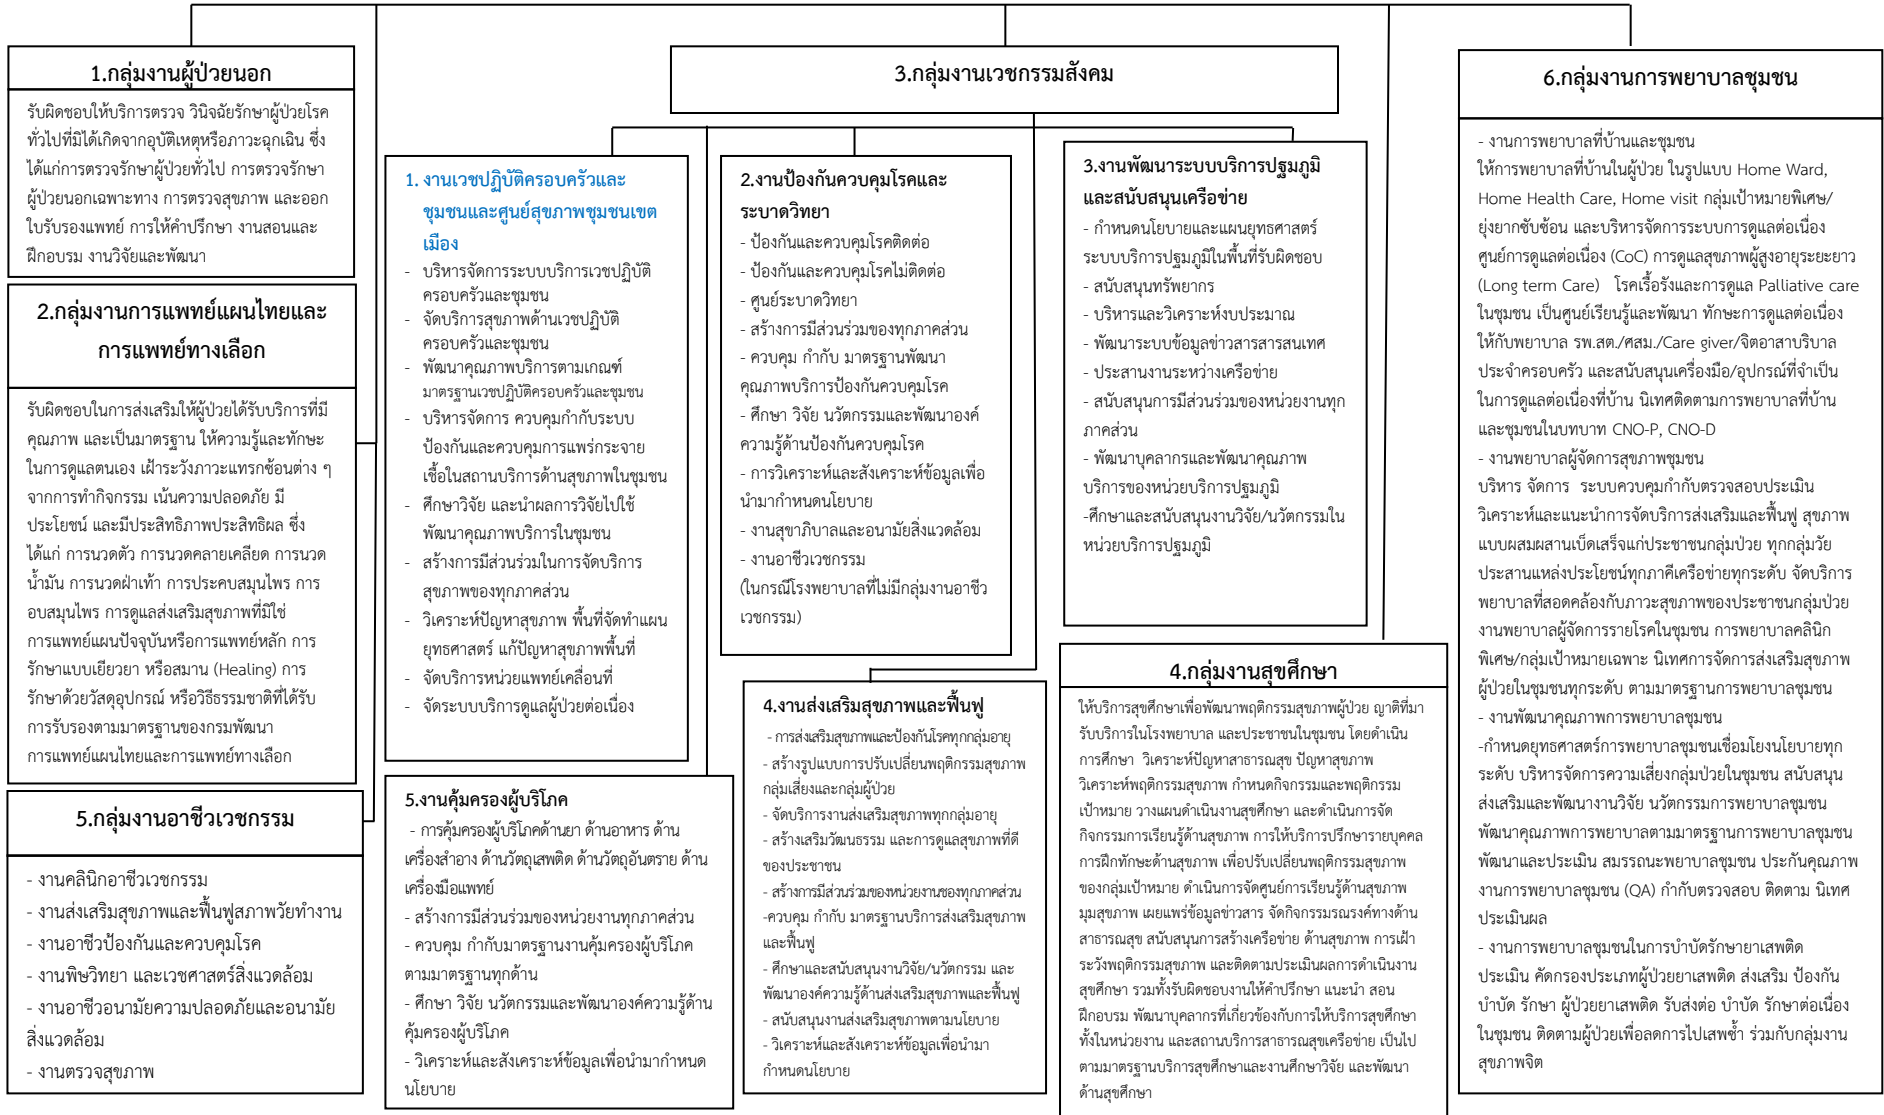 1.กลุ่มงานผู้ป่วยนอก
รับผิดชอบให้บริการตรวจ วินิจฉัยรักษาผู้ป่วยโรค
ทั่วไปที่มิได้เกิดจากอุบัติเหตุหรือภาวะฉุกเฉิน ซึ่ง
ได้แก่การตรวจรักษาผู้ป่วยทั่วไป การตรวจรักษา
ผู้ป่วยนอกเฉพาะทาง การตรวจสุขภาพ และออก
ใบรับรองแพทย์ การให้คำปรึกษา งานสอนและ
ฝึกอบรม งานวิจัยและพัฒนา
2.กลุ่มงานการแพทย์แผนไทยและ
การแพทย์ทางเลือก
รับผิดชอบในการส่งเสริมให้ผู้ป่วยได้รับบริการที่มี
คุณภาพ และเป็นมาตรฐาน ให้ความรู้และทักษะ
ในการดูแลตนเอง เฝ้าระวังภาวะแทรกซ้อนต่าง ๆ
จากการทำกิจกรรม เน้นความปลอดภัย มี
ประโยชน์ และมีประสิทธิภาพประสิทธิผล ซึ่ง
ได้แก่ การนวดตัว การนวดคลายเคลียด การนวด
น้ำมัน การนวดฝ่าเท้า การประคบสมุนไพร การ
อบสมุนไพร การดูแลส่งเสริมสุขภาพที่มิใช่
การแพทย์แผนปัจจุบันหรือการแพทย์หลัก การ
รักษาแบบเยียวยา หรือสมาน (Healing) การ
รักษาด้วยวัสดุอุปกรณ์ หรือวิธีธรรมชาติที่ได้รับ
การรับรองตามมาตรฐานของกรมพัฒนา
การแพทย์แผนไทยและการแพทย์ทางเลือก
5.กลุ่มงานอาชีวเวชกรรม
- งานคลินิกอาชีวเวชกรรม
- งานส่งเสริมสุขภาพและฟื้นฟูสภาพวัยทำงาน
- งานอาชีวป้องกันและควบคุมโรค
- งานพิษวิทยา และเวชศาสตร์สิ่งแวดล้อม
- งานอาชีวอนามัยความปลอดภัยและอนามัย
สิ่งแวดล้อม
- งานตรวจสุขภาพ
3.กลุ่มงานเวชกรรมสังคม
1. งานเวชปฏิบัติครอบครัวและ
ชุมชนและศูนย์สุขภาพชุมชนเขต
เมือง
- บริหารจัดการระบบบริการเวชปฏิบัติ
ครอบครัวและชุมชน
- จัดบริการสุขภาพด้านเวชปฏิบัติ
ครอบครัวและชุมชน
- พัฒนาคุณภาพบริการตามเกณฑ์
มาตรฐานเวชปฏิบัติครอบครัวและชุมชน
- บริหารจัดการ ควบคุมกำกับระบบ
ป้องกันและควบคุมการแพร่กระจาย
เชื้อในสถานบริการด้านสุขภาพในชุมชน
- ศึกษาวิจัย และนำผลการวิจัยไปใช้
พัฒนาคุณภาพบริการในชุมชน
- สร้างการมีส่วนร่วมในการจัดบริการ
สุขภาพของทุกภาคส่วน
- วิเคราะห์ปัญหาสุขภาพ พื้นที่จัดทำแผน
ยุทธศาสตร์ แก้ปัญหาสุขภาพพื้นที่
- จัดบริการหน่วยแพทย์เคลื่อนที่
- จัดระบบบริการดูแลผู้ป่วยต่อเนื่อง
2.งานป้องกันควบคุมโรคและ
ระบาดวิทยา
- ป้องกันและควบคุมโรคติดต่อ
- ป้องกันและควบคุมโรคไม่ติดต่อ
- ศูนย์ระบาดวิทยา
- สร้างการมีส่วนร่วมของทุกภาคส่วน
- ควบคุม กำกับ มาตรฐานพัฒนา
คุณภาพบริการป้องกันควบคุมโรค
- ศึกษา วิจัย นวัตกรรมและพัฒนาองค์
ความรู้ด้านป้องกันควบคุมโรค
- การวิเคราะห์และสังเคราะห์ข้อมูลเพื่อ
นำมากำหนดนโยบาย
- งานสุขาภิบาลและอนามัยสิ่งแวดล้อม
- งานอาชีวเวชกรรม
(ในกรณีโรงพยาบาลที่ไม่มีกลุ่มงานอาชีว
เวชกรรม)
3.งานพัฒนาระบบบริการปฐมภูมิ
และสนับสนุนเครือข่าย
- กำหนดนโยบายและแผนยุทธศาสตร์
ระบบบริการปฐมภูมิในพื้นที่รับผิดชอบ
- สนับสนุนทรัพยากร
- บริหารและวิเคราะห์งบประมาณ
- พัฒนาระบบข้อมูลข่าวสารสารสนเทศ
- ประสานงานระหว่างเครือข่าย
- สนับสนุนการมีส่วนร่วมของหน่วยงานทุก
ภาคส่วน
- พัฒนาบุคลากรและพัฒนาคุณภาพ
บริการของหน่วยบริการปฐมภูมิ
-ศึกษาและสนับสนุนงานวิจัย/นวัตกรรมใน
หน่วยบริการปฐมภูมิ
5.งานคุ้มครองผู้บริโภค
- การคุ้มครองผู้บริโภคด้านยา ด้านอาหาร ด้าน
เครื่องสำอาง ด้านวัตถุเสพติด ด้านวัตถุอันตราย ด้าน
เครื่องมือแพทย์
- สร้างการมีส่วนร่วมของหน่วยงานทุกภาคส่วน
- ควบคุม กำกับมาตรฐานงานคุ้มครองผู้บริโภค
ตามมาตรฐานทุกด้าน
- ศึกษา วิจัย นวัตกรรมและพัฒนาองค์ความรู้ด้าน
คุ้มครองผู้บริโภค
- วิเคราะห์และสังเคราะห์ข้อมูลเพื่อนำมากำหนด
นโยบาย
4.งานส่งเสริมสุขภาพและฟื้นฟู
- การส่งเสริมสุขภาพและป้องกันโรคทุกกลุ่มอายุ
- สร้างรูปแบบการปรับเปลี่ยนพฤติกรรมสุขภาพ
กลุ่มเสี่ยงและกลุ่มผู้ป่วย
- จัดบริการงานส่งเสริมสุขภาพทุกกลุ่มอายุ
- สร้างเสริมวัฒนธรรม และการดูแลสุขภาพที่ดี
ของประชาชน
- สร้างการมีส่วนร่วมของหน่วยงานของทุกภาคส่วน
-ควบคุม กำกับ มาตรฐานบริการส่งเสริมสุขภาพ
และฟื้นฟู
- ศึกษาและสนับสนุนงานวิจัย/นวัตกรรม และ
พัฒนาองค์ความรู้ด้านส่งเสริมสุขภาพและฟื้นฟู
- สนับสนุนงานส่งเสริมสุขภาพตามนโยบาย
- วิเคราะห์และสังเคราะห์ข้อมูลเพื่อนำมา
กำหนดนโยบาย
4.กลุ่มงานสุขศึกษา
ให้บริการสุขศึกษาเพื่อพัฒนาพฤติกรรมสุขภาพผู้ป่วย ญาติที่มา
รับบริการในโรงพยาบาล และประชาชนในชุมชน โดยดำเนิน
การศึกษา วิเคราะห์ปัญหาสาธารณสุข ปัญหาสุขภาพ
วิเคราะห์พฤติกรรมสุขภาพ กำหนดกิจกรรมและพฤติกรรม
เป้าหมาย วางแผนดำเนินงานสุขศึกษา และดำเนินการจัด
กิจกรรมการเรียนรู้ด้านสุขภาพ การให้บริการปรึกษารายบุคคล
การฝึกทักษะด้านสุขภาพ เพื่อปรับเปลี่ยนพฤติกรรมสุขภาพ
ของกลุ่มเป้าหมาย ดำเนินการจัดศูนย์การเรียนรู้ด้านสุขภาพ
มุมสุขภาพ เผยแพร่ข้อมูลข่าวสาร จัดกิจกรรมรณรงค์ทางด้าน
สาธารณสุข สนับสนุนการสร้างเครือข่าย ด้านสุขภาพ การเฝ้า
ระวังพฤติกรรมสุขภาพ และติดตามประเมินผลการดำเนินงาน
สุขศึกษา รวมทั้งรับผิดชอบงานให้คำปรึกษา แนะนำ สอน
ฝึกอบรม พัฒนาบุคลากรที่เกี่ยวข้องกับการให้บริการสุขศึกษา
ทั้งในหน่วยงาน และสถานบริการสาธารณสุขเครือข่าย เป็นไป
ตามมาตรฐานบริการสุขศึกษาและงานศึกษาวิจัย และพัฒนา
ด้านสุขศึกษา
6.กลุ่มงานการพยาบาลชุมชน
- งานการพยาบาลที่บ้านและชุมชน
ให้การพยาบาลที่บ้านในผู้ป่วย ในรูปแบบ Home Ward,
Home Health Care, Home visit กลุ่มเป้าหมายพิเศษ/
ยุ่งยากซับซ้อน และบริหารจัดการระบบการดูแลต่อเนื่อง
ศูนย์การดูแลต่อเนื่อง (CoC) การดูแลสุขภาพผู้สูงอายุระยะยาว
(Long term Care) โรคเรื้อรังและการดูแล Palliative care
ในชุมชน เป็นศูนย์เรียนรู้และพัฒนา ทักษะการดูแลต่อเนื่อง
ให้กับพยาบาล รพ.สต./ศสม./Care giver/จิตอาสาบริบาล
ประจำครอบครัว และสนับสนุนเครื่องมือ/อุปกรณ์ที่จำเป็น
ในการดูแลต่อเนื่องที่บ้าน นิเทศติดตามการพยาบาลที่บ้าน
และชุมชนในบทบาท CNO-P, CNO-D
- งานพยาบาลผู้จัดการสุขภาพชุมชน
บริหาร จัดการ ระบบควบคุมกำกับตรวจสอบประเมิน
วิเคราะห์และแนะนำการจัดบริการส่งเสริมและฟื้นฟู สุขภาพ
แบบผสมผสานเบ็ดเสร็จแก่ประชาชนกลุ่มป่วย ทุกกลุ่มวัย
ประสานแหล่งประโยชน์ทุกภาคีเครือข่ายทุกระดับ จัดบริการ
พยาบาลที่สอดคล้องกับภาวะสุขภาพของประชาชนกลุ่มป่วย
งานพยาบาลผู้จัดการรายโรคในชุมชน การพยาบาลคลินิก
พิเศษ/กลุ่มเป้าหมายเฉพาะ นิเทศการจัดการส่งเสริมสุขภาพ
ผู้ป่วยในชุมชนทุกระดับ ตามมาตรฐานการพยาบาลชุมชน
- งานพัฒนาคุณภาพการพยาบาลชุมชน
-กำหนดยุทธศาสตร์การพยาบาลชุมชนเชื่อมโยงนโยบายทุก
ระดับ บริหารจัดการความเสี่ยงกลุ่มป่วยในชุมชน สนับสนุน
ส่งเสริมและพัฒนางานวิจัย นวัตกรรมการพยาบาลชุมชน
พัฒนาคุณภาพการพยาบาลตามมาตรฐานการพยาบาลชุมชน
พัฒนาและประเมิน สมรรถนะพยาบาลชุมชน ประกันคุณภาพ
งานการพยาบาลชุมชน (QA) กำกับตรวจสอบ ติดตาม นิเทศ
ประเมินผล
- งานการพยาบาลชุมชนในการบำบัดรักษายาเสพติด
ประเมิน คัดกรองประเภทผู้ป่วยยาเสพติด ส่งเสริม ป้องกัน
บำบัด รักษา ผู้ป่วยยาเสพติด รับส่งต่อ บำบัด รักษาต่อเนื่อง
ในชุมชน ติดตามผู้ป่วยเพื่อลดการไปเสพซ้ำ ร่วมกับกลุ่มงาน
สุขภาพจิต